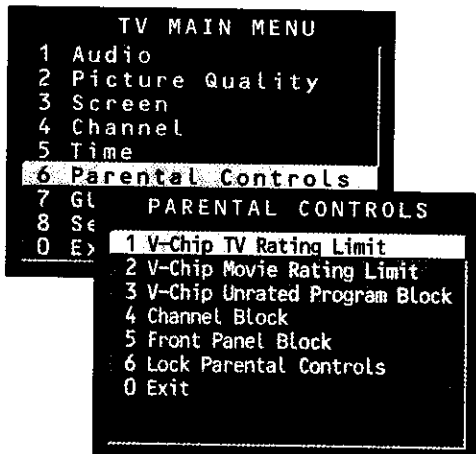 TV MAIN MENU
1 Audio
2 Picture Quality
3 Screen
4 Channel
5 Time
6 Parental Controls
7 
8 
0 
PARENTAL CONTROLS
1 V-Chip TV Rating Limit
2 V-Chip Movie Rating Limit
3 V-Chip Unrated Program Block
4 Channel Block
5 Front Panel Block
6 Lock Parental Controls
0 Exit